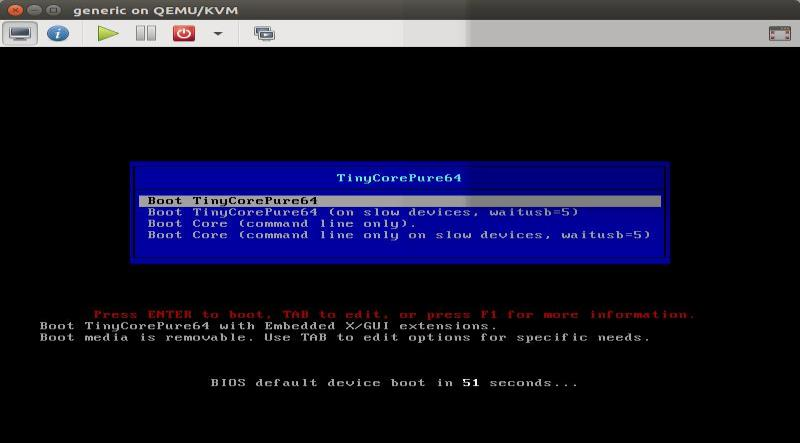 generic on QEMU/KVM
TinyCorePure64
Boot TinyCorePure64
Boot TinyCorePure64 (on slow devices, waitusb=5)
Boot Core (command line only).
Boot Core (command line only on slow devices, waitusb=5)
Press ENTER to boot, TAB to edit, or press F1 for more information.
Boot TinyCorePure64 with Embedded X/GUI extensions.
Boot media is removable. Use TAB to edit options for specific needs.
BIOS default device boot in 51 seconds...